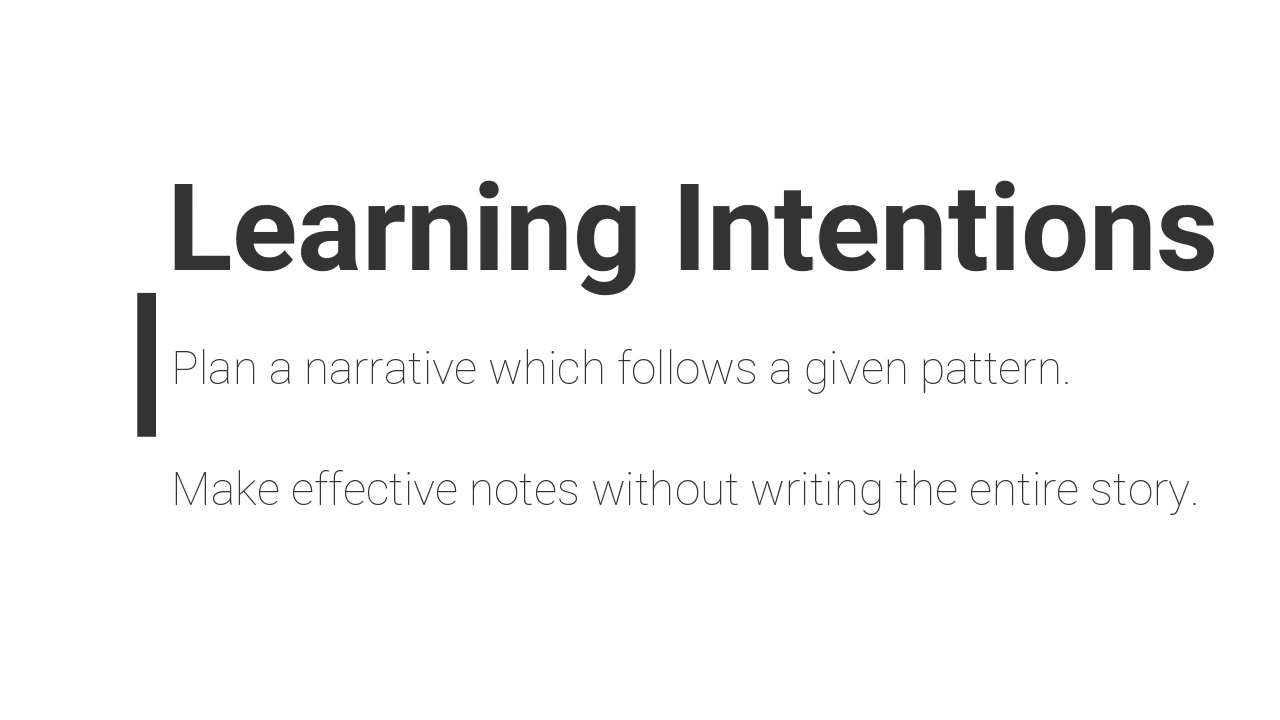 Learning Intentions
Plan a narrative which follows a given pattern.
Make effective notes without writing the entire story.